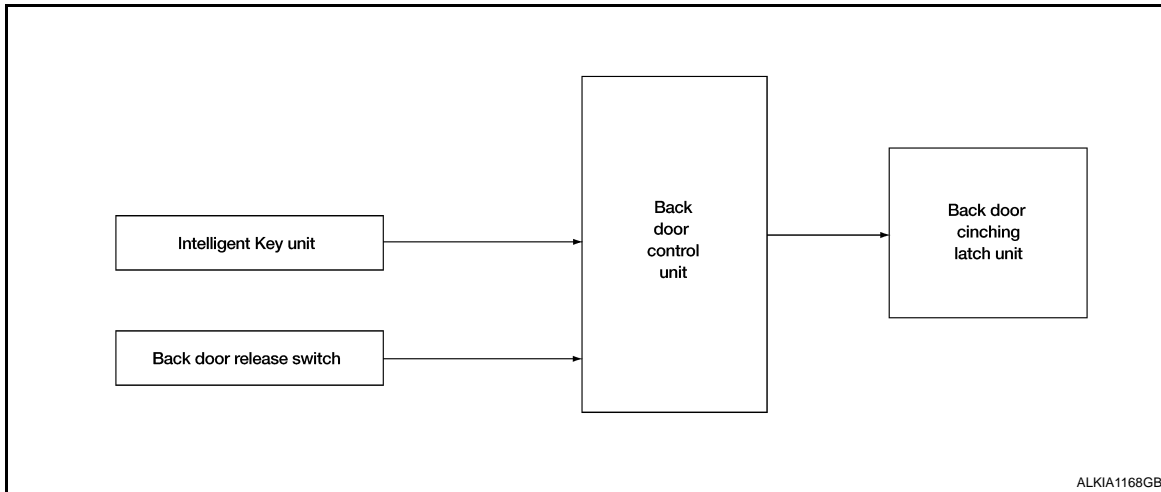 Intelligent Key unit
Back door release switch
Back
door
control
unit
Back door
cinching
latch unit
ALKIA1168GB